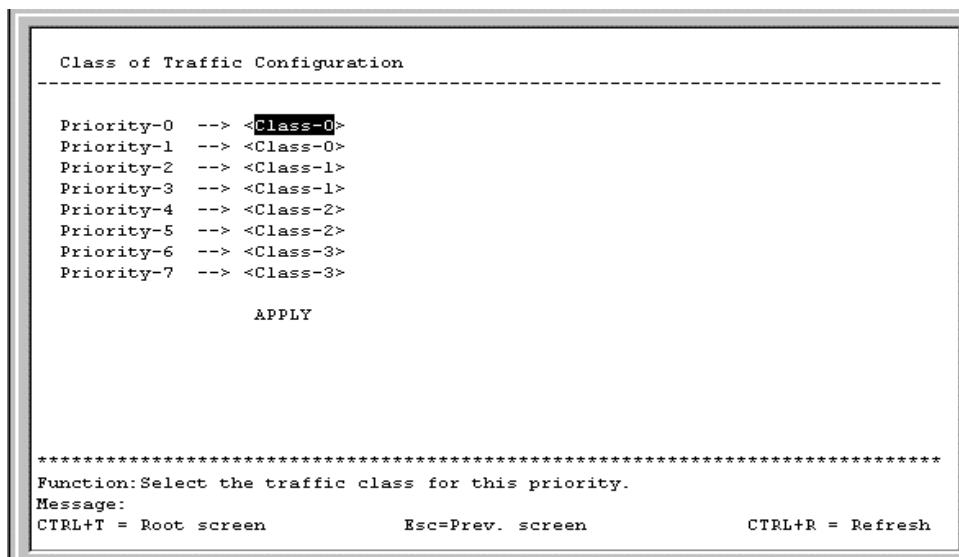 Class of Traffic Configuration
--------------------------------------------------------------------------------
Priority-0 --> <Class-0>
Priority-1 --> <Class-0>
Priority-2 --> <Class-1>
Priority-3 --> <Class-1>
Priority-4 --> <Class-2>
Priority-5 --> <Class-2>
Priority-6 --> <Class-3>
Priority-7 --> <Class-3>
APPLY
********************************************************************************
Function:Select the traffic class for this priority.
Message:
CTRL+T = Root screen Esc=Prev. screen CTRL+R = Refresh